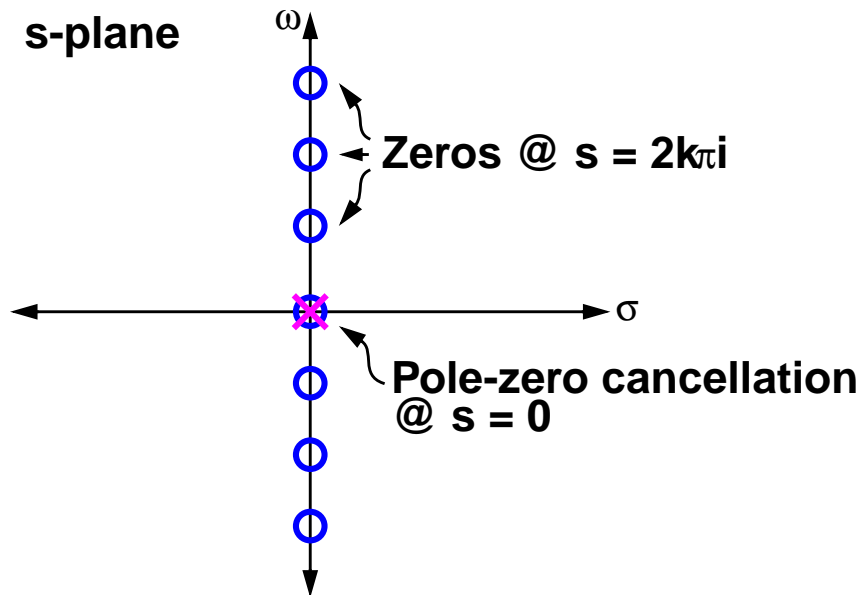 s-plane
ω
Zeros @ s = 2kπi
σ
Pole-zero cancellation
@ s = 0